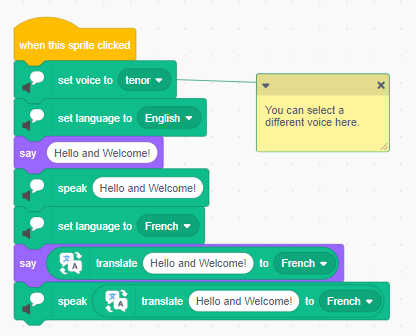 when this sprite clicked
set voice to tenor
You can select a
different voice here.
set language to English
say Hello and Welcome!
speak Hello and Welcome!
set language to French
say translate Hello and Welcome! to French
speak translate Hello and Welcome! to French